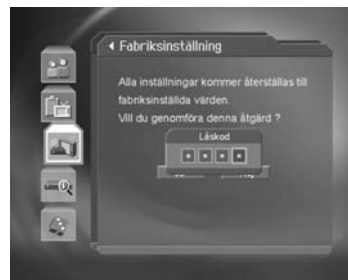 Fabriksinställning
Alla inställningar kommer återställas till
fabriksinställda värden.
Vill du genomföra denna åtgärd ?
Låskod